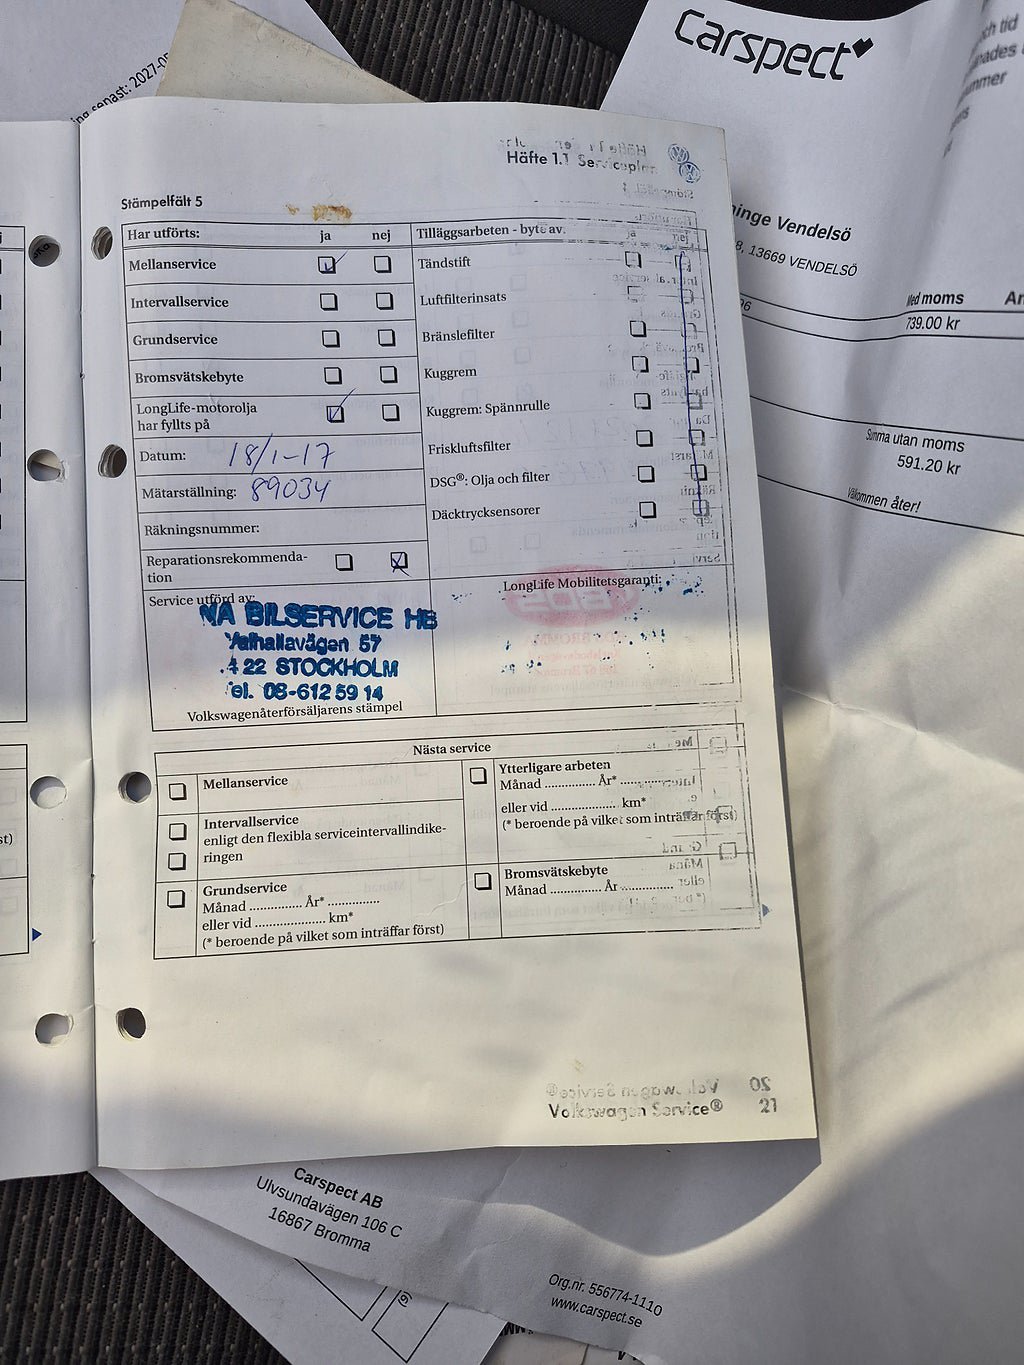 Carspect
Vendelsö
13669 VENDELSÖ
Med moms
739.00 kr
Summa utan moms
591.20 kr
Välkommen åter!
Häfte 1.1 Serviceplan
Stämpelfält 5
Har utförts: ja nej
Mellanservice
Intervallservice
Grundservice
Bromsvätskebyte
LongLife-motorolja
har fyllts på
Datum: 18/1-17
Mätarställning: 89034
Räkningsnummer:
Reparationsrekommenda-
tion
Service utförd av:
BILSERVICE HB
Valhallavägen 57
22 STOCKHOLM
Tel. 08-612 59 14
Volkswagenåterförsäljarens stämpel
Tilläggsarbeten - byte av: ja nej
Tändstift
Luftfilterinsats
Bränslefilter
Kuggrem
Kuggrem: Spännrulle
Friskluftsfilter
DSG®: Olja och filter
Däcktrycksensorer
LongLife Mobilitetsgaranti:
Nästa service
Mellanservice
Intervallservice
enligt den flexibla serviceintervallindike-
ringen
Grundservice
Månad .............. År* ..............
eller vid .................... km*
(* beroende på vilket som inträffar först)
Ytterligare arbeten
Månad .............. År* ..............
eller vid .................... km*
(* beroende på vilket som inträffar först)
Bromsvätskebyte
Månad .............. År ..............
Volkswagen Service® 21
Carspect AB
Ulvsundavägen 106 C
16867 Bromma
Org.nr. 556774-1110
www.carspect.se